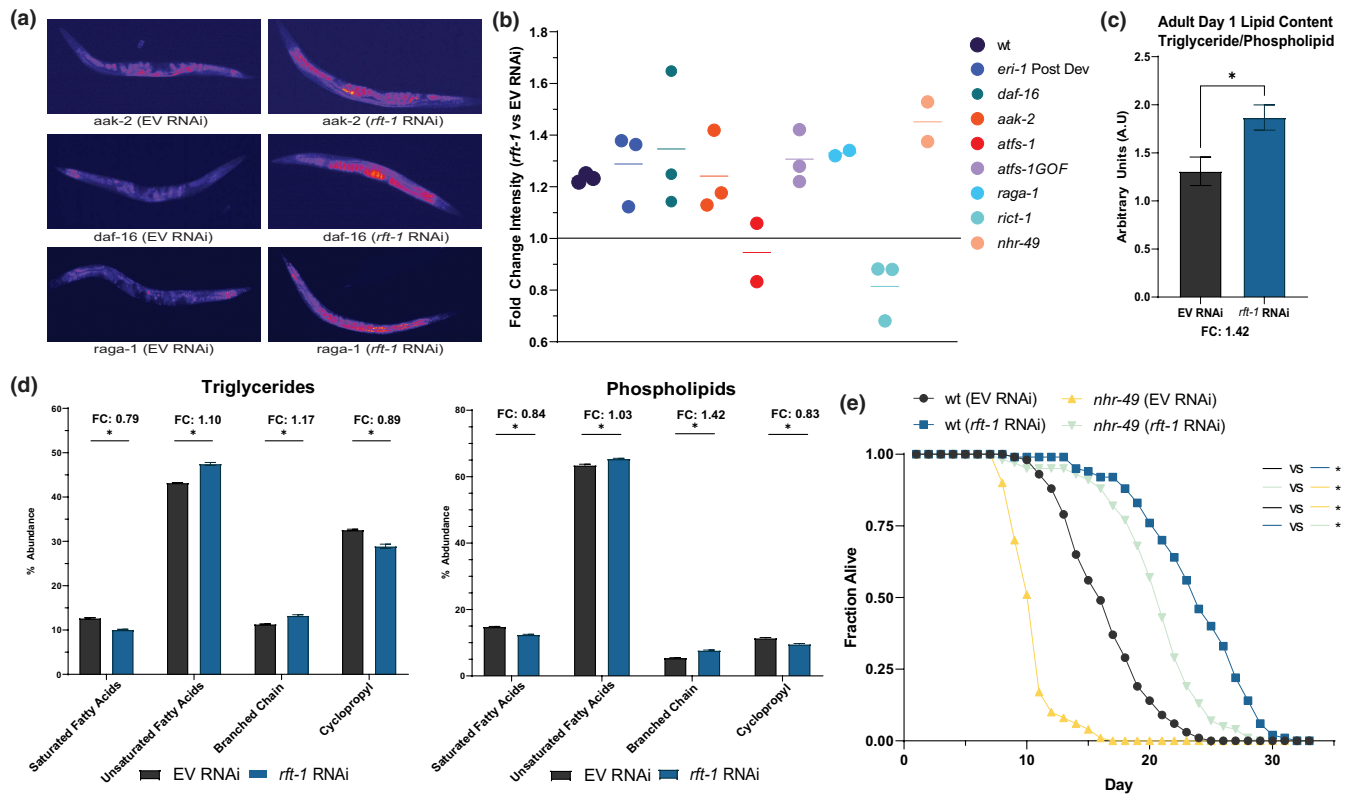 (a)
aak-2 (EV RNAi)
aak-2 (rft-1 RNAi)
daf-16 (EV RNAi)
daf-16 (rft-1 RNAi)
raga-1 (EV RNAi)
raga-1 (rft-1 RNAi)
(b)
Fold Change Intensity (rft-1 vs EV RNAi)
1.8
1.6
1.4
1.2
1.0
0.8
0.6
wt
eri-1 Post Dev
daf-16
aak-2
atfs-1
atfs-1GOF
raga-1
rict-1
nhr-49
(c)
Adult Day 1 Lipid Content
Triglyceride/Phospholipid
Arbitrary Units (A.U)
2.5
2.0
1.5
1.0
0.5
0.0
*
EV RNAi
rft-1 RNAi
FC: 1.42
(d)
Triglycerides
% Abundance
60
50
40
30
20
10
0
FC: 0.79
*
FC: 1.10
*
FC: 1.17
*
FC: 0.89
*
Saturated Fatty Acids
Unsaturated Fatty Acids
Branched Chain
Cyclopropyl
EV RNAi
rft-1 RNAi
Phospholipids
% Abdundance
80
60
40
20
0
FC: 0.84
*
FC: 1.03
*
FC: 1.42
*
FC: 0.83
*
Saturated Fatty Acids
Unsaturated Fatty Acids
Branched Chain
Cyclopropyl
EV RNAi
rft-1 RNAi
(e)
wt (EV RNAi)
nhr-49 (EV RNAi)
wt (rft-1 RNAi)
nhr-49 (rft-1 RNAi)
Fraction Alive
1.00
0.75
0.50
0.25
0.00
0
10
20
30
Day
VS *
VS *
VS *
VS *